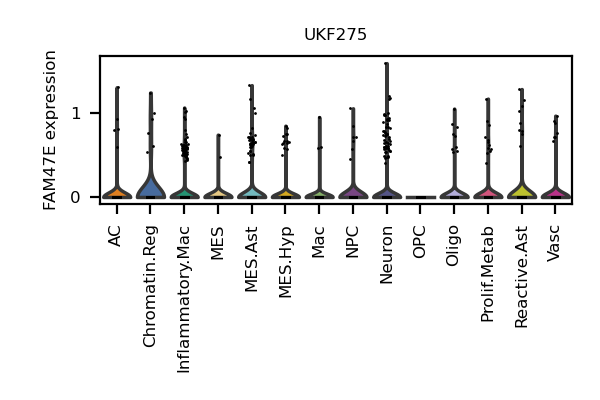 UKF275
FAM47E expression
1
0
AC
Chromatin.Reg
Inflammatory.Mac
MES
MES.Ast
MES.Hyp
Mac
NPC
Neuron
OPC
Oligo
Prolif.Metab
Reactive.Ast
Vasc